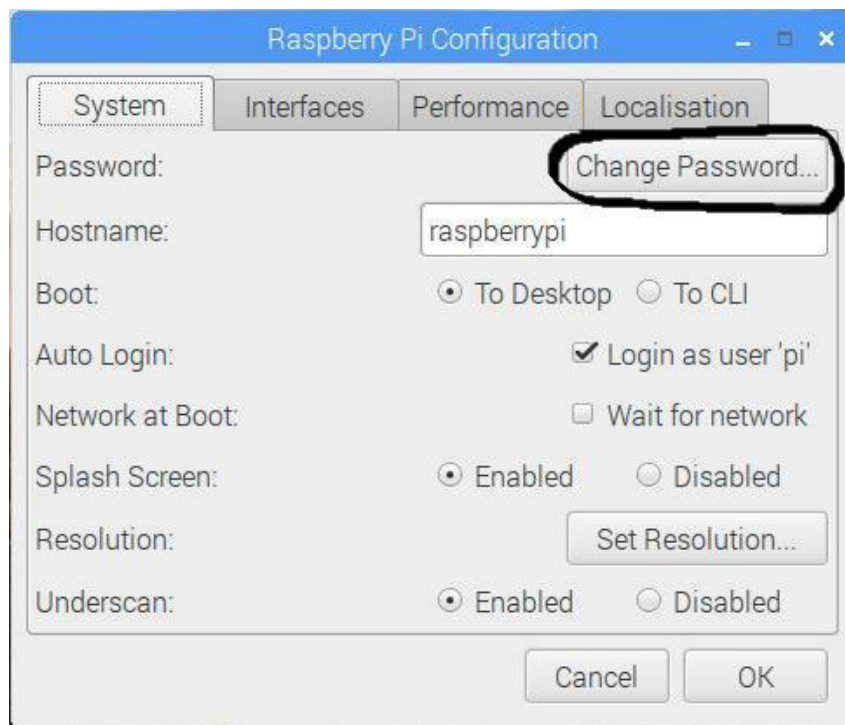 Raspberry Pi Configuration
System Interfaces Performance Localisation
Password: Change Password...
Hostname: raspberrypi
Boot: To Desktop To CLI
Auto Login: Login as user 'pi'
Network at Boot: Wait for network
Splash Screen: Enabled Disabled
Resolution: Set Resolution...
Underscan: Enabled Disabled
Cancel OK